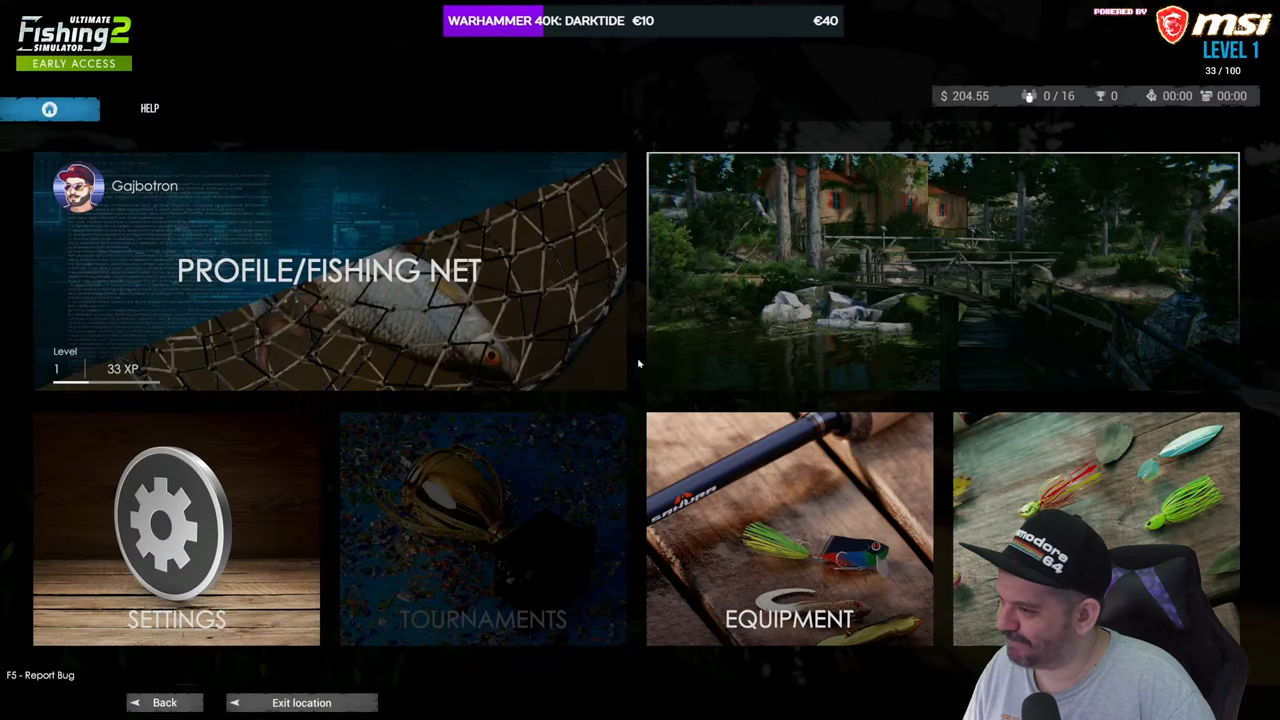 ULTIMATE
Fishing 2
SIMULATOR
EARLY ACCESS
WARHAMMER 40K: DARKTIDE €10 €40
POWERED BY
msi
LEVEL 1
33 / 100
$ 204.55 0 / 16 0 00:00 00:00
HELP
Gajbotron
PROFILE/FISHING NET
Level
1 33 XP
SAKURA
SETTINGS
TOURNAMENTS
EQUIPMENT
64
F5 - Report Bug
Back
Exit location